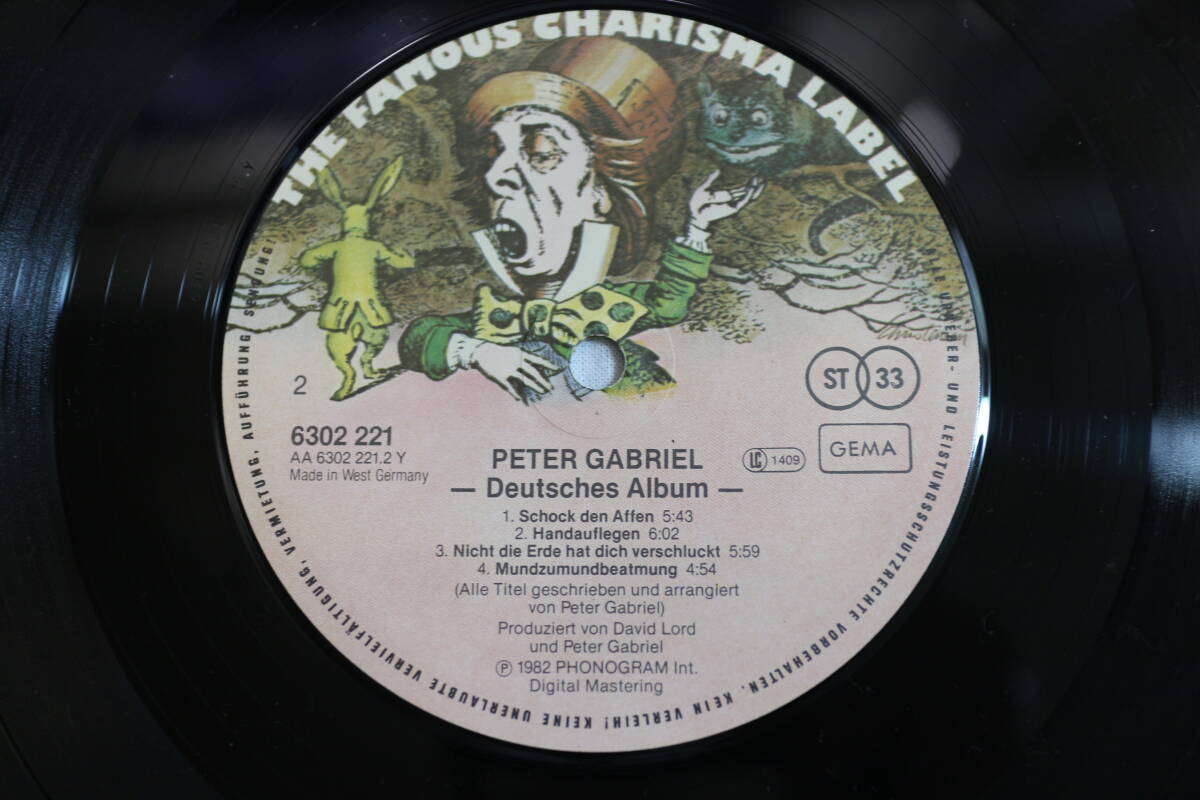 THE FAMOUS CHARISMA LABEL
2
ST 33
6302 221
AA 6302 221.2 Y
Made in West Germany
PETER GABRIEL
LC 1409
GEMA
— Deutsches Album —
1. Schock den Affen 5:43
2. Handauflegen 6:02
3. Nicht die Erde hat dich verschluckt 5:59
4. Mundzumundbeatmung 4:54
(Alle Titel geschrieben und arrangiert
von Peter Gabriel)
Produziert von David Lord
und Peter Gabriel
℗ 1982 PHONOGRAM Int.
Digital Mastering
ALLE URHEBER- UND LEISTUNGSSCHUTZRECHTE VORBEHALTEN. KEIN VERLEIH! KEINE UNERLAUBTE VERVIELFÄLTIGUNG, VERMIETUNG, AUFFÜHRUNG SENDUNG